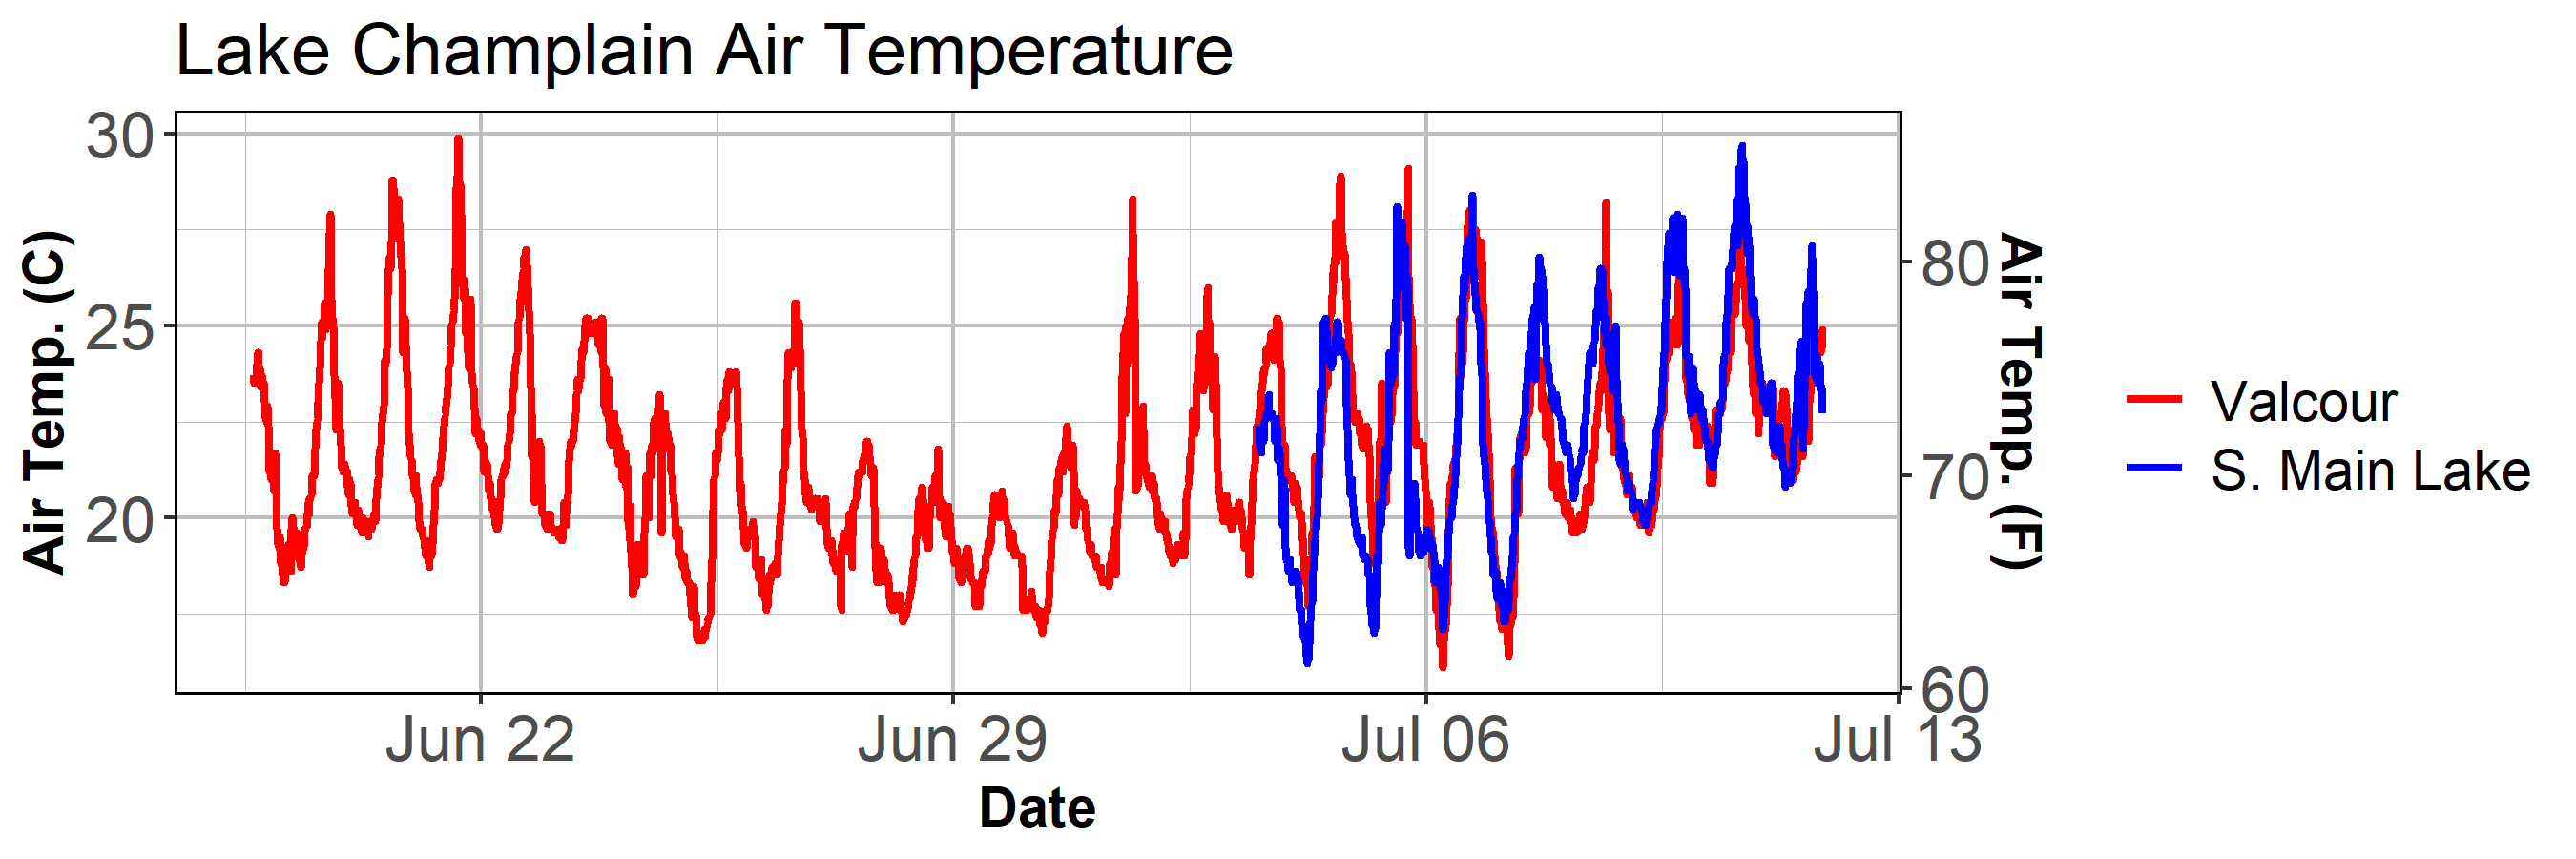 Lake Champlain Air Temperature
Air Temp. (C)
30
25
20
Air Temp. (F)
80
70
60
Jun 22
Jun 29
Jul 06
Jul 13
Date
Valcour
S. Main Lake